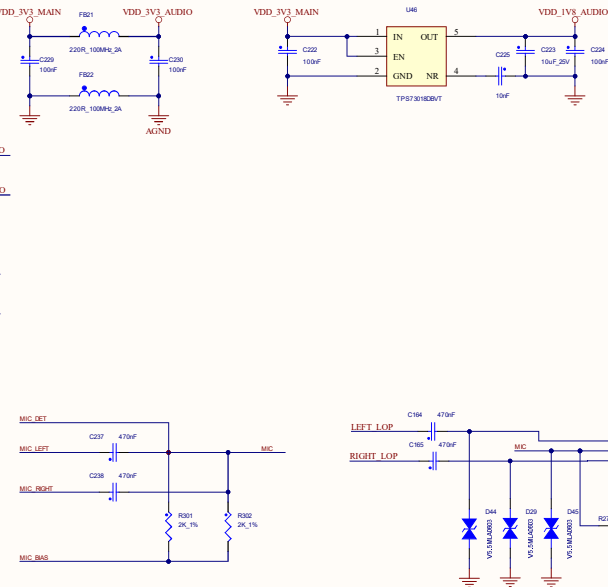 VDD_3V3_MAIN
VDD_3V3_AUDIO
FB21
220R_100MHz_2A
C229
100nF
C230
100nF
FB22
220R_100MHz_2A
AGND
VDD_3V3_MAIN
U46
VDD_1V8_AUDIO
1 IN OUT 5
3 EN
2 GND NR 4
C222
100nF
C225
10nF
C223
10uF_25V
C224
100nF
TPS73018DBVT
MIC_DET
C237 470nF
MIC_LEFT
MIC
C238 470nF
MIC_RIGHT
R301
2K_1%
R302
2K_1%
MIC_BIAS
C164 470nF
LEFT_LOP
C165 470nF
MIC
RIGHT_LOP
D44
V5.5MLA0603
D29
V5.5MLA0603
D45
V5.5MLA0603